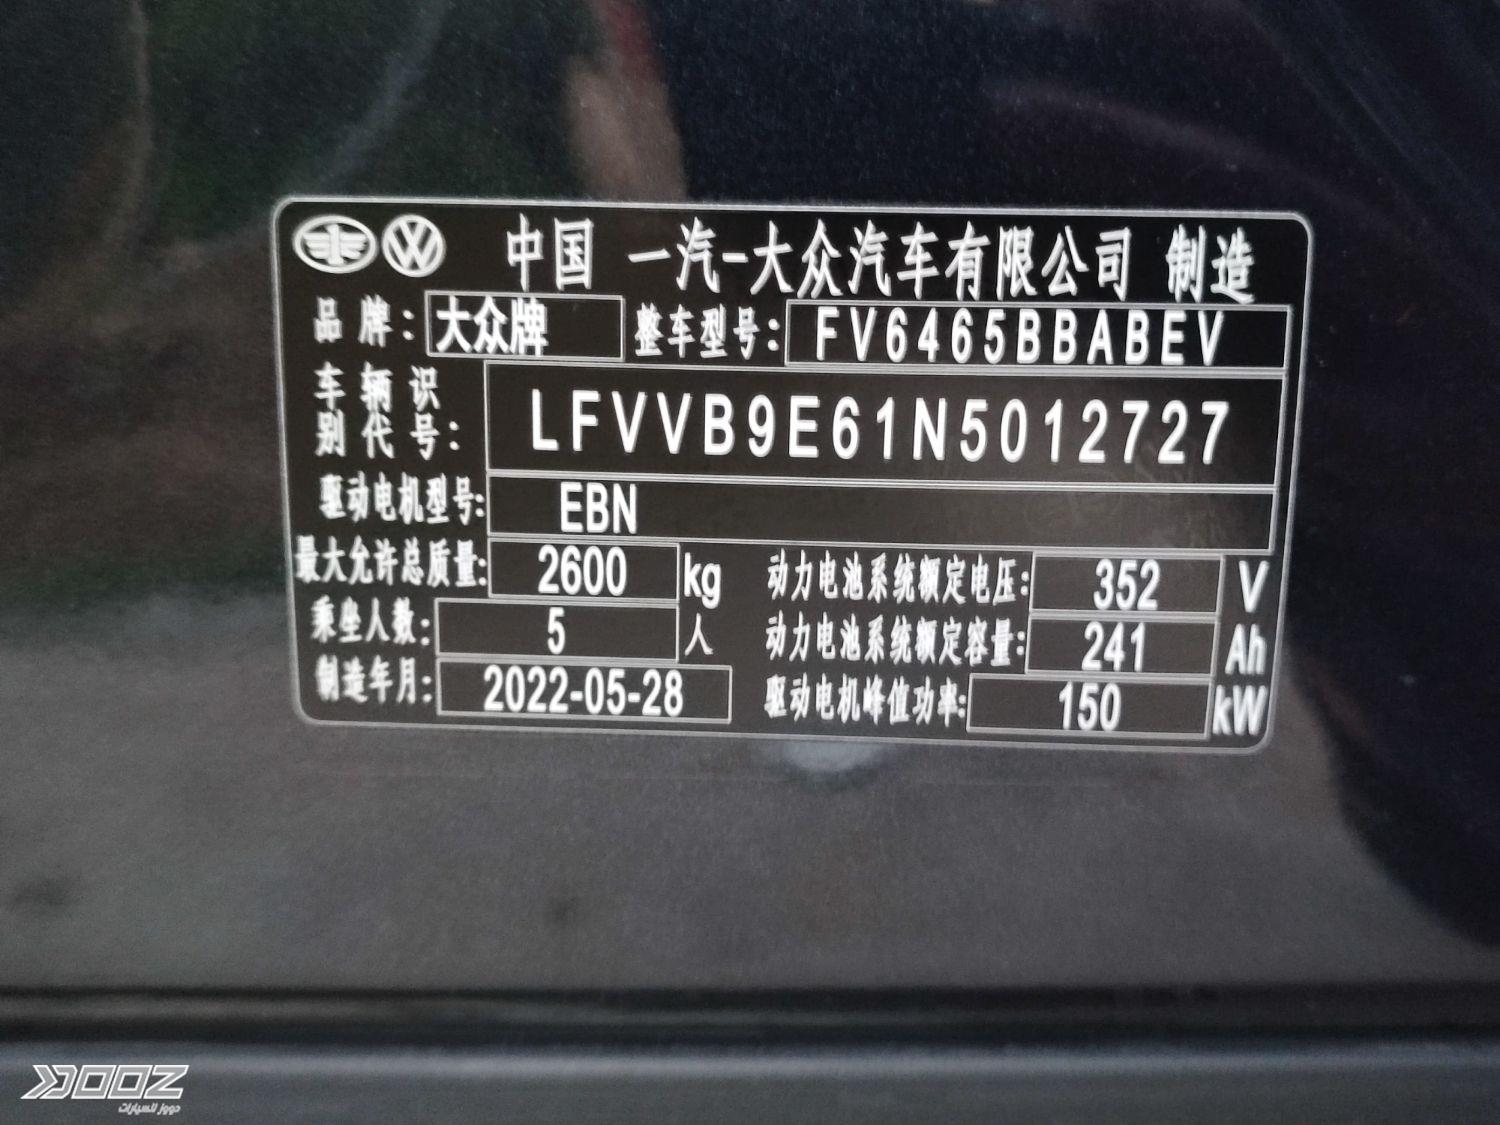 中国 一汽-大众汽车有限公司 制造
品牌: 大众牌 整车型号: FV6465BBABEV
车辆识别代号: LFVVB9E61N5012727
驱动电机型号: EBN
最大允许总质量: 2600 kg 动力电池系统额定电压: 352 V
乘坐人数: 5 人 动力电池系统额定容量: 241 Ah
制造年月: 2022-05-28 驱动电机峰值功率: 150 kW
DOOZ
دووز للسيارات